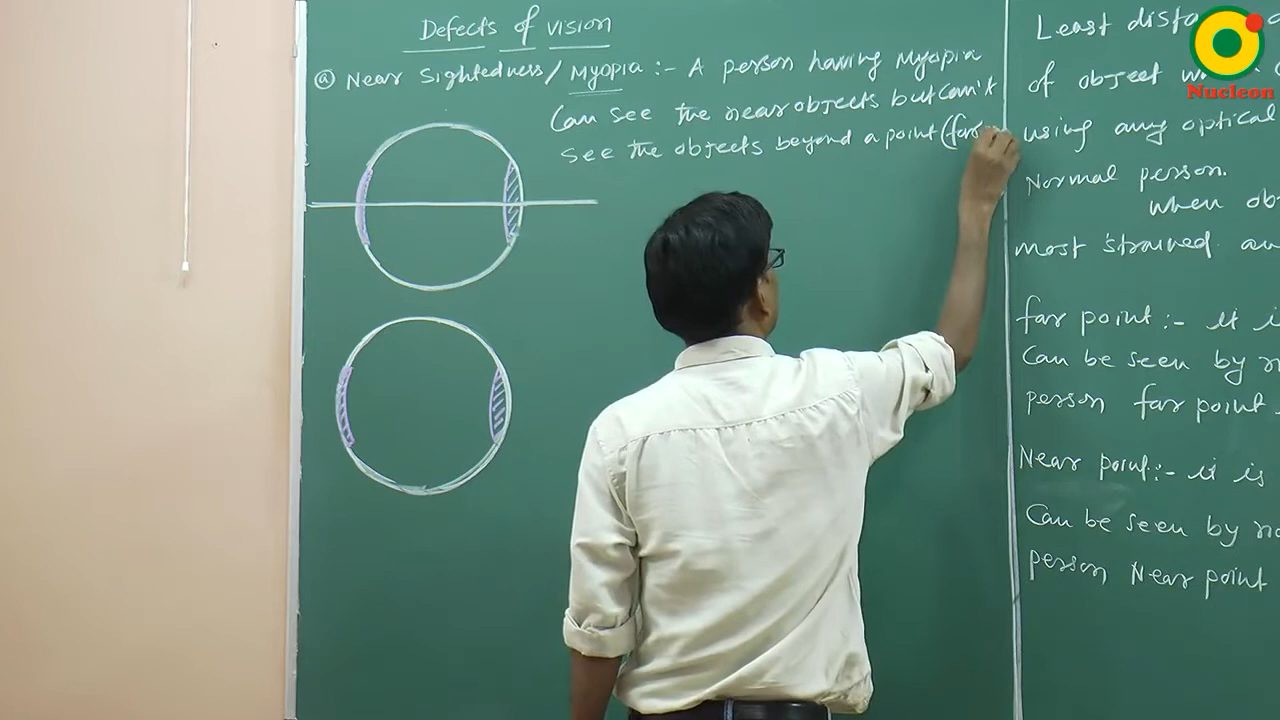 Defects of vision
ⓐ Near Sightedness / Myopia :- A person having Myopia
Can see the near objects but can't
see the objects beyond a point (far
Least dista
of object w
using any optical
Normal person.
when ob
most strained. an
far point :- it i
Can be seen by n
person far point
Near point :- it is
Can be seen by no
person Near point
Nucleon